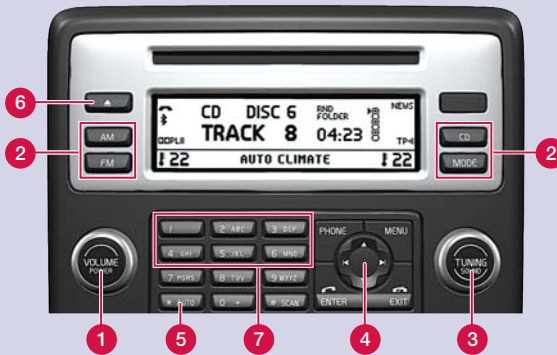 6
2
CD DISC 6 RND FOLDER NEWS
PLII TRACK 8 04:23 TP
22 AUTO CLIMATE 22
AM
FM
CD
MODE
2
VOLUME
POWER
1 2 ABC 3 DEF
4 GHI 5 JKL 6 MNO
7 PQRS 8 TUV 9 WXYZ
* AUTO 0 + # SCAN
PHONE MENU
ENTER EXIT
TUNING
SOUND
1 5 7 4 3